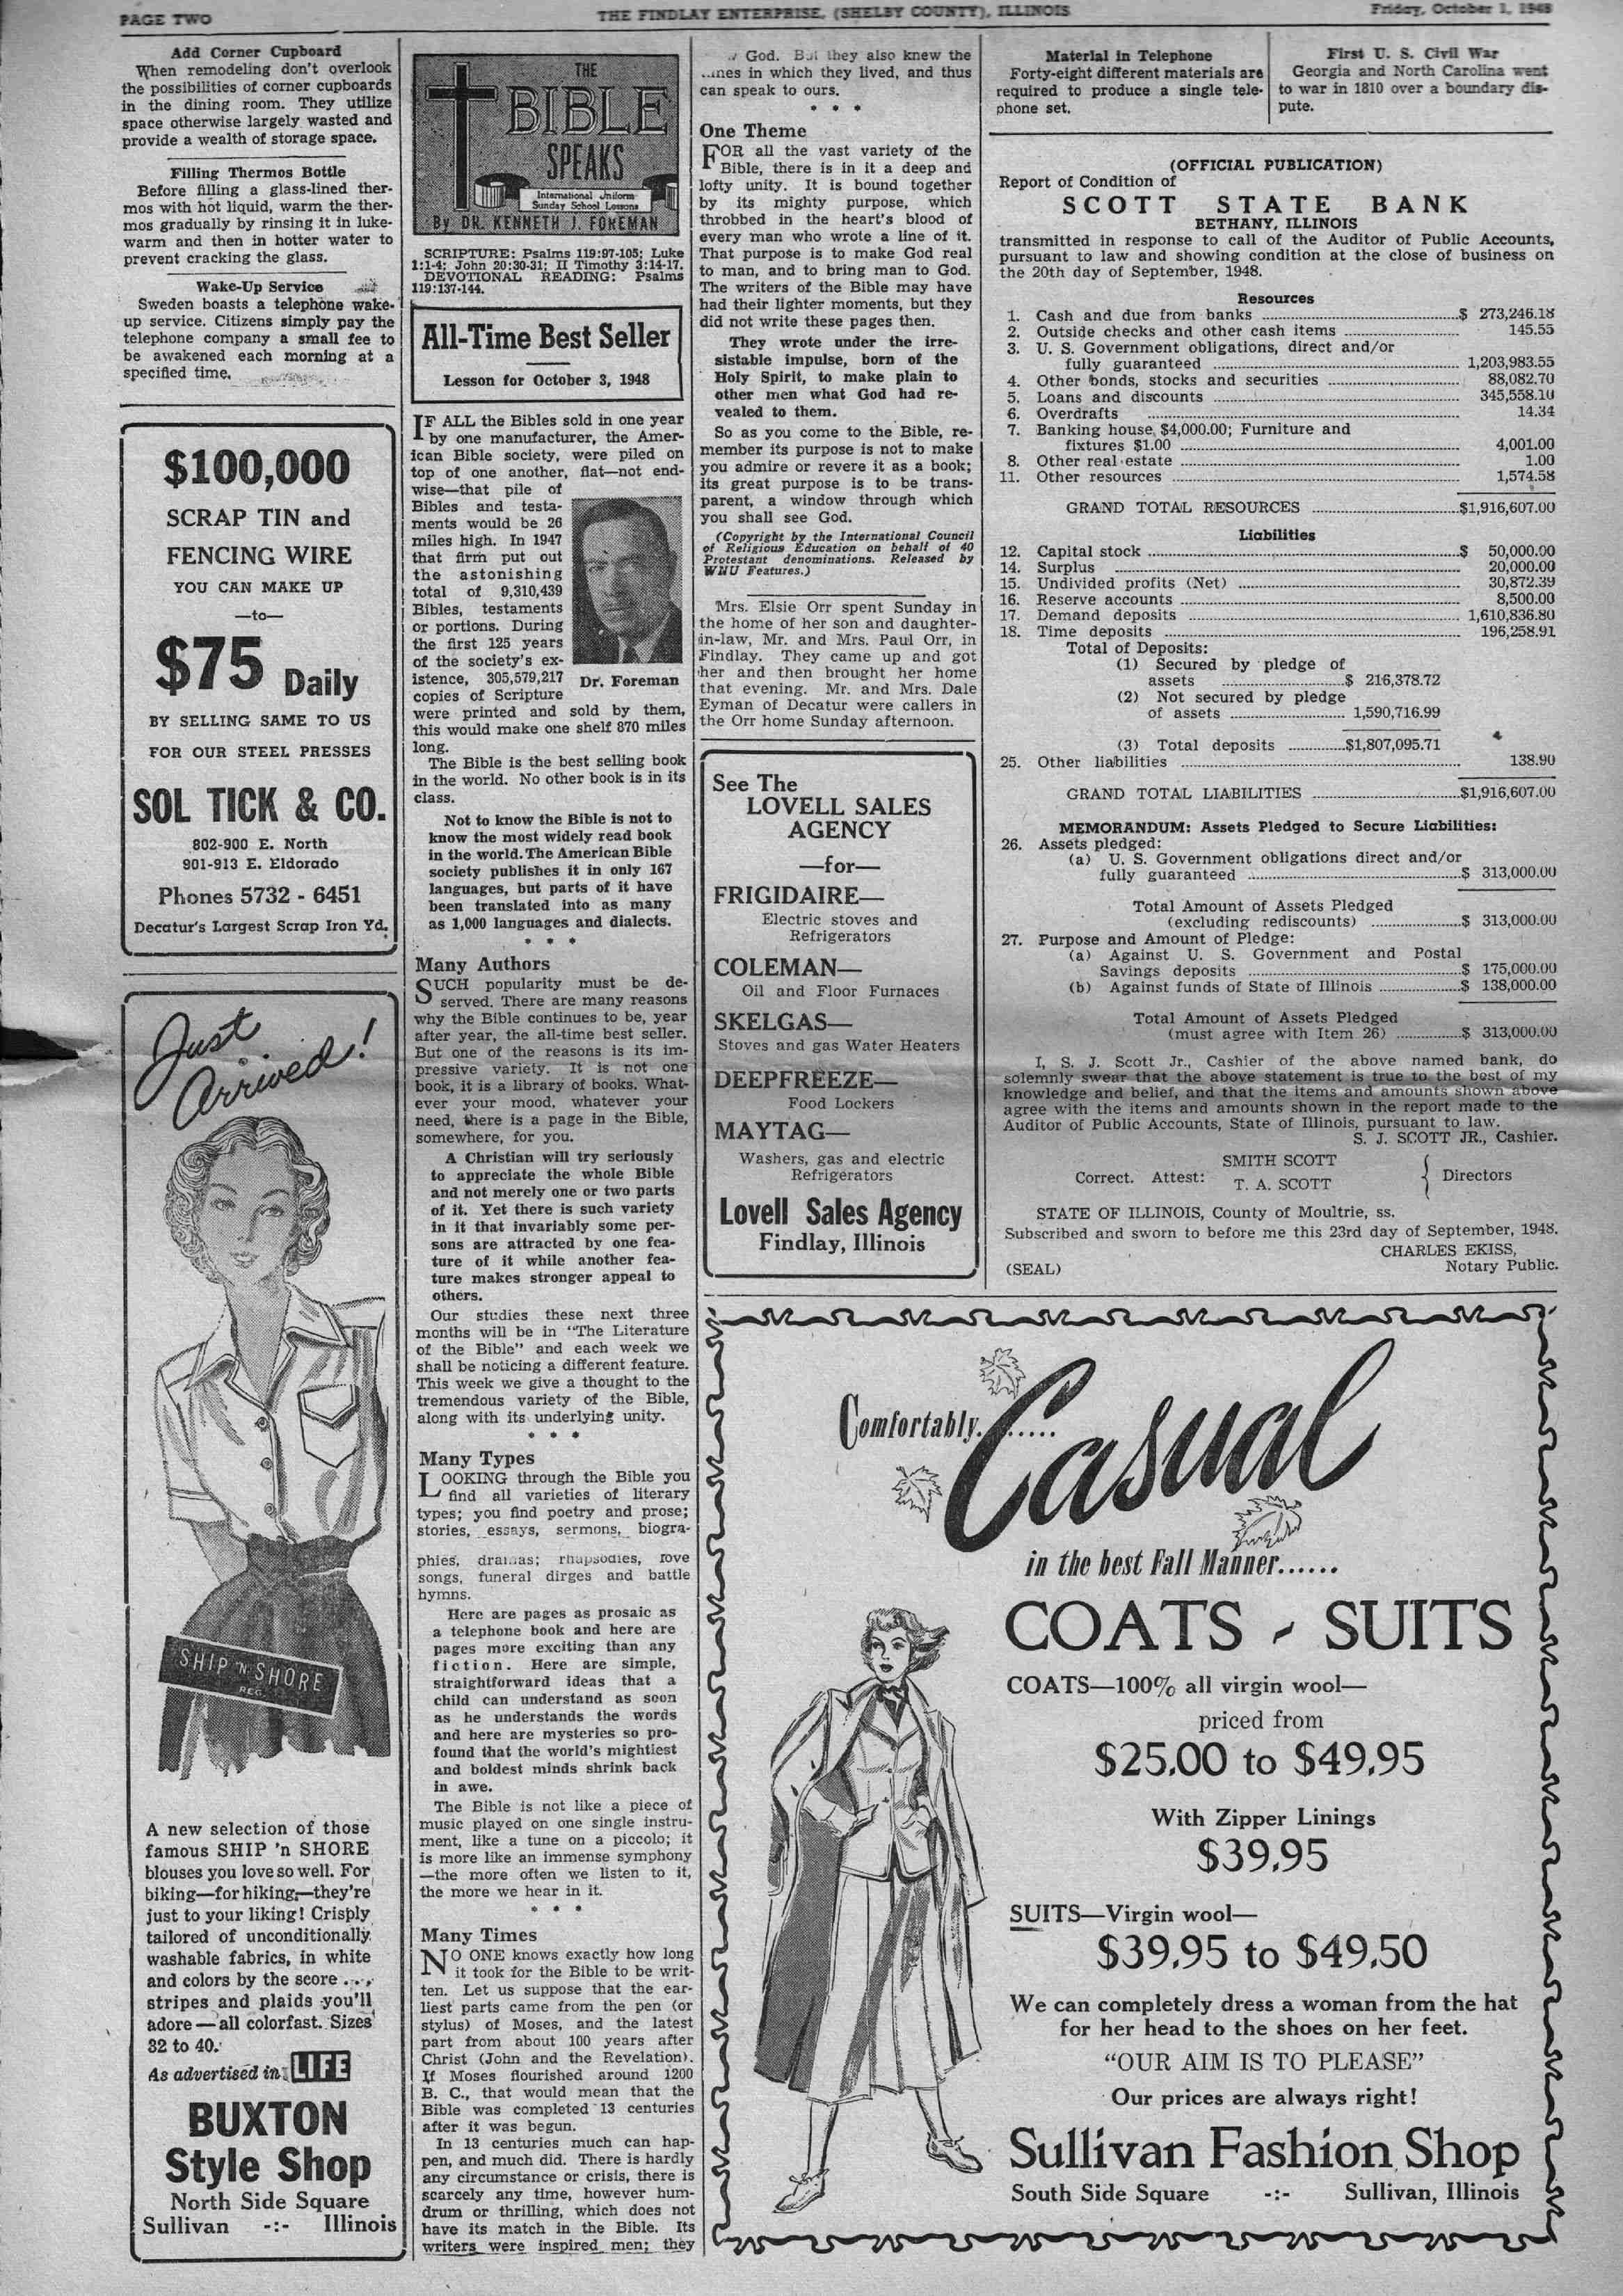 PAGE TWO
THE FINDLAY ENTERPRISE, (SHELBY COUNTY), ILLINOIS
Friday, October 1, 1948
Add Corner Cupboard
When remodeling don't overlook
the possibilities of corner cupboards
in the dining room. They utilize
space otherwise largely wasted and
provide a wealth of storage space.
Filling Thermos Bottle
Before filling a glass-lined ther-
mos with hot liquid, warm the ther-
mos gradually by rinsing it in luke-
warm and then in hotter water to
prevent cracking the glass.
Wake-Up Service
Sweden boasts a telephone wake-
up service. Citizens simply pay the
telephone company a small fee to
be awakened each morning at a
specified time.
$100,000
SCRAP TIN and
FENCING WIRE
YOU CAN MAKE UP
—to—
$75 Daily
BY SELLING SAME TO US
FOR OUR STEEL PRESSES
SOL TICK & CO.
802-900 E. North
901-913 E. Eldorado
Phones 5732 - 6451
Decatur's Largest Scrap Iron Yd.
Just
Arrived!
SHIP 'N SHORE
REG.
A new selection of those
famous SHIP 'n SHORE
blouses you love so well. For
biking—for hiking—they're
just to your liking! Crisply
tailored of unconditionally
washable fabrics, in white
and colors by the score . . .
stripes and plaids you'll
adore — all colorfast. Sizes
32 to 40.
As advertised in LIFE
BUXTON
Style Shop
North Side Square
Sullivan -:- Illinois
THE
BIBLE
SPEAKS
International Uniform
Sunday School Lessons
By DR. KENNETH J. FOREMAN
SCRIPTURE: Psalms 119:97-105; Luke
1:1-4; John 20:30-31; II Timothy 3:14-17.
DEVOTIONAL READING: Psalms
119:137-144.
All-Time Best Seller
Lesson for October 3, 1948
IF ALL the Bibles sold in one year
by one manufacturer, the Amer-
ican Bible society, were piled on
top of one another, flat—not end-
wise—that pile of
Bibles and testa-
ments would be 26
miles high. In 1947
that firm put out
the astonishing
total of 9,310,439
Bibles, testaments
or portions. During
the first 125 years
of the society's ex-
istence, 305,579,217
copies of Scripture
Dr. Foreman
were printed and sold by them,
this would make one shelf 870 miles
long.
The Bible is the best selling book
in the world. No other book is in its
class.
Not to know the Bible is not to
know the most widely read book
in the world. The American Bible
society publishes it in only 167
languages, but parts of it have
been translated into as many
as 1,000 languages and dialects.
* * *
Many Authors
SUCH popularity must be de-
served. There are many reasons
why the Bible continues to be, year
after year, the all-time best seller.
But one of the reasons is its im-
pressive variety. It is not one
book, it is a library of books. What-
ever your mood, whatever your
need, there is a page in the Bible,
somewhere, for you.
A Christian will try seriously
to appreciate the whole Bible
and not merely one or two parts
of it. Yet there is such variety
in it that invariably some per-
sons are attracted by one fea-
ture of it while another fea-
ture makes stronger appeal to
others.
Our studies these next three
months will be in "The Literature
of the Bible" and each week we
shall be noticing a different feature.
This week we give a thought to the
tremendous variety of the Bible,
along with its underlying unity.
* * *
Many Types
LOOKING through the Bible you
find all varieties of literary
types; you find poetry and prose;
stories, essays, sermons, biogra-
phies, dramas; rhapsodies, love
songs, funeral dirges and battle
hymns.
Here are pages as prosaic as
a telephone book and here are
pages more exciting than any
fiction. Here are simple,
straightforward ideas that a
child can understand as soon
as he understands the words
and here are mysteries so pro-
found that the world's mightiest
and boldest minds shrink back
in awe.
The Bible is not like a piece of
music played on one single instru-
ment, like a tune on a piccolo; it
is more like an immense symphony
—the more often we listen to it,
the more we hear in it.
* * *
Many Times
NO ONE knows exactly how long
it took for the Bible to be writ-
ten. Let us suppose that the ear-
liest parts came from the pen (or
stylus) of Moses, and the latest
part from about 100 years after
Christ (John and the Revelation).
If Moses flourished around 1200
B. C., that would mean that the
Bible was completed 13 centuries
after it was begun.
In 13 centuries much can hap-
pen, and much did. There is hardly
any circumstance or crisis, there is
scarcely any time, however hum-
drum or thrilling, which does not
have its match in the Bible. Its
writers were inspired men; they
God. But they also knew the
in which they lived, and thus
can speak to ours.
* * *
One Theme
FOR all the vast variety of the
Bible, there is in it a deep and
lofty unity. It is bound together
by its mighty purpose, which
throbbed in the heart's blood of
every man who wrote a line of it.
That purpose is to make God real
to man, and to bring man to God.
The writers of the Bible may have
had their lighter moments, but they
did not write these pages then.
They wrote under the irre-
sistable impulse, born of the
Holy Spirit, to make plain to
other men what God had re-
vealed to them.
So as you come to the Bible, re-
member its purpose is not to make
you admire or revere it as a book;
its great purpose is to be trans-
parent, a window through which
you shall see God.
(Copyright by the International Council
of Religious Education on behalf of 40
Protestant denominations. Released by
WNU Features.)
Mrs. Elsie Orr spent Sunday in
the home of her son and daughter-
in-law, Mr. and Mrs. Paul Orr, in
Findlay. They came up and got
her and then brought her home
that evening. Mr. and Mrs. Dale
Eyman of Decatur were callers in
the Orr home Sunday afternoon.
See The
LOVELL SALES
AGENCY
—for—
FRIGIDAIRE—
Electric stoves and
Refrigerators
COLEMAN—
Oil and Floor Furnaces
SKELGAS—
Stoves and gas Water Heaters
DEEPFREEZE—
Food Lockers
MAYTAG—
Washers, gas and electric
Refrigerators
Lovell Sales Agency
Findlay, Illinois
Material in Telephone
Forty-eight different materials are
required to produce a single tele-
phone set.
First U. S. Civil War
Georgia and North Carolina went
to war in 1810 over a boundary dis-
pute.
(OFFICIAL PUBLICATION)
Report of Condition of
SCOTT STATE BANK
BETHANY, ILLINOIS
transmitted in response to call of the Auditor of Public Accounts,
pursuant to law and showing condition at the close of business on
the 20th day of September, 1948.
Resources
1. Cash and due from banks ........ $ 273,246.18
2. Outside checks and other cash items ........ 145.55
3. U. S. Government obligations, direct and/or
fully guaranteed ........ 1,203,983.55
4. Other bonds, stocks and securities ........ 88,082.70
5. Loans and discounts ........ 345,558.10
6. Overdrafts ........ 14.34
7. Banking house, $4,000.00; Furniture and
fixtures $1.00 ........ 4,001.00
8. Other real estate ........ 1.00
11. Other resources ........ 1,574.58
GRAND TOTAL RESOURCES ........ $1,916,607.00
Liabilities
12. Capital stock ........ $ 50,000.00
14. Surplus ........ 20,000.00
15. Undivided profits (Net) ........ 30,872.39
16. Reserve accounts ........ 8,500.00
17. Demand deposits ........ 1,610,836.80
18. Time deposits ........ 196,258.91
Total of Deposits:
(1) Secured by pledge of
assets ........ $ 216,378.72
(2) Not secured by pledge
of assets ........ 1,590,716.99
(3) Total deposits ........ $1,807,095.71
25. Other liabilities ........ 138.90
GRAND TOTAL LIABILITIES ........ $1,916,607.00
MEMORANDUM: Assets Pledged to Secure Liabilities:
26. Assets pledged:
(a) U. S. Government obligations direct and/or
fully guaranteed ........ $ 313,000.00
Total Amount of Assets Pledged
(excluding rediscounts) ........ $ 313,000.00
27. Purpose and Amount of Pledge:
(a) Against U. S. Government and Postal
Savings deposits ........ $ 175,000.00
(b) Against funds of State of Illinois ........ $ 138,000.00
Total Amount of Assets Pledged
(must agree with Item 26) ........ $ 313,000.00
I, S. J. Scott Jr., Cashier of the above named bank, do
solemnly swear that the above statement is true to the best of my
knowledge and belief, and that the items and amounts shown above
agree with the items and amounts shown in the report made to the
Auditor of Public Accounts, State of Illinois, pursuant to law.
S. J. SCOTT JR., Cashier.
SMITH SCOTT
Correct. Attest: T. A. SCOTT } Directors
STATE OF ILLINOIS, County of Moultrie, ss.
Subscribed and sworn to before me this 23rd day of September, 1948.
CHARLES EKISS,
(SEAL) Notary Public.
Comfortably......
Casual
in the best Fall Manner......
COATS - SUITS
COATS—100% all virgin wool—
priced from
$25.00 to $49.95
With Zipper Linings
$39.95
SUITS—Virgin wool—
$39.95 to $49.50
We can completely dress a woman from the hat
for her head to the shoes on her feet.
"OUR AIM IS TO PLEASE"
Our prices are always right!
Sullivan Fashion Shop
South Side Square -:- Sullivan, Illinois